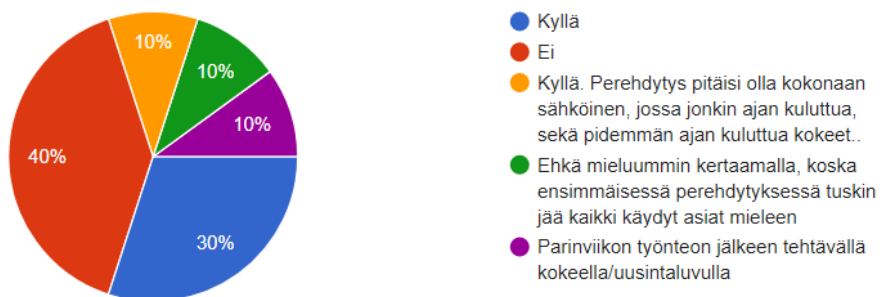 10%
10%
10%
40%
30%
Kyllä
Ei
Kyllä. Perehdytys pitäisi olla kokonaan
sähköinen, jossa jonkin ajan kuluttua,
sekä pidemmän ajan kuluttua kokeet..
Ehkä mieluummin kertaamalla, koska
ensimmäisessä perehdytyksessä tuskin
jää kaikki käydyt asiat mieleen
Parinviikon työnteon jälkeen tehtävällä
kokeella/uusintaluvulla